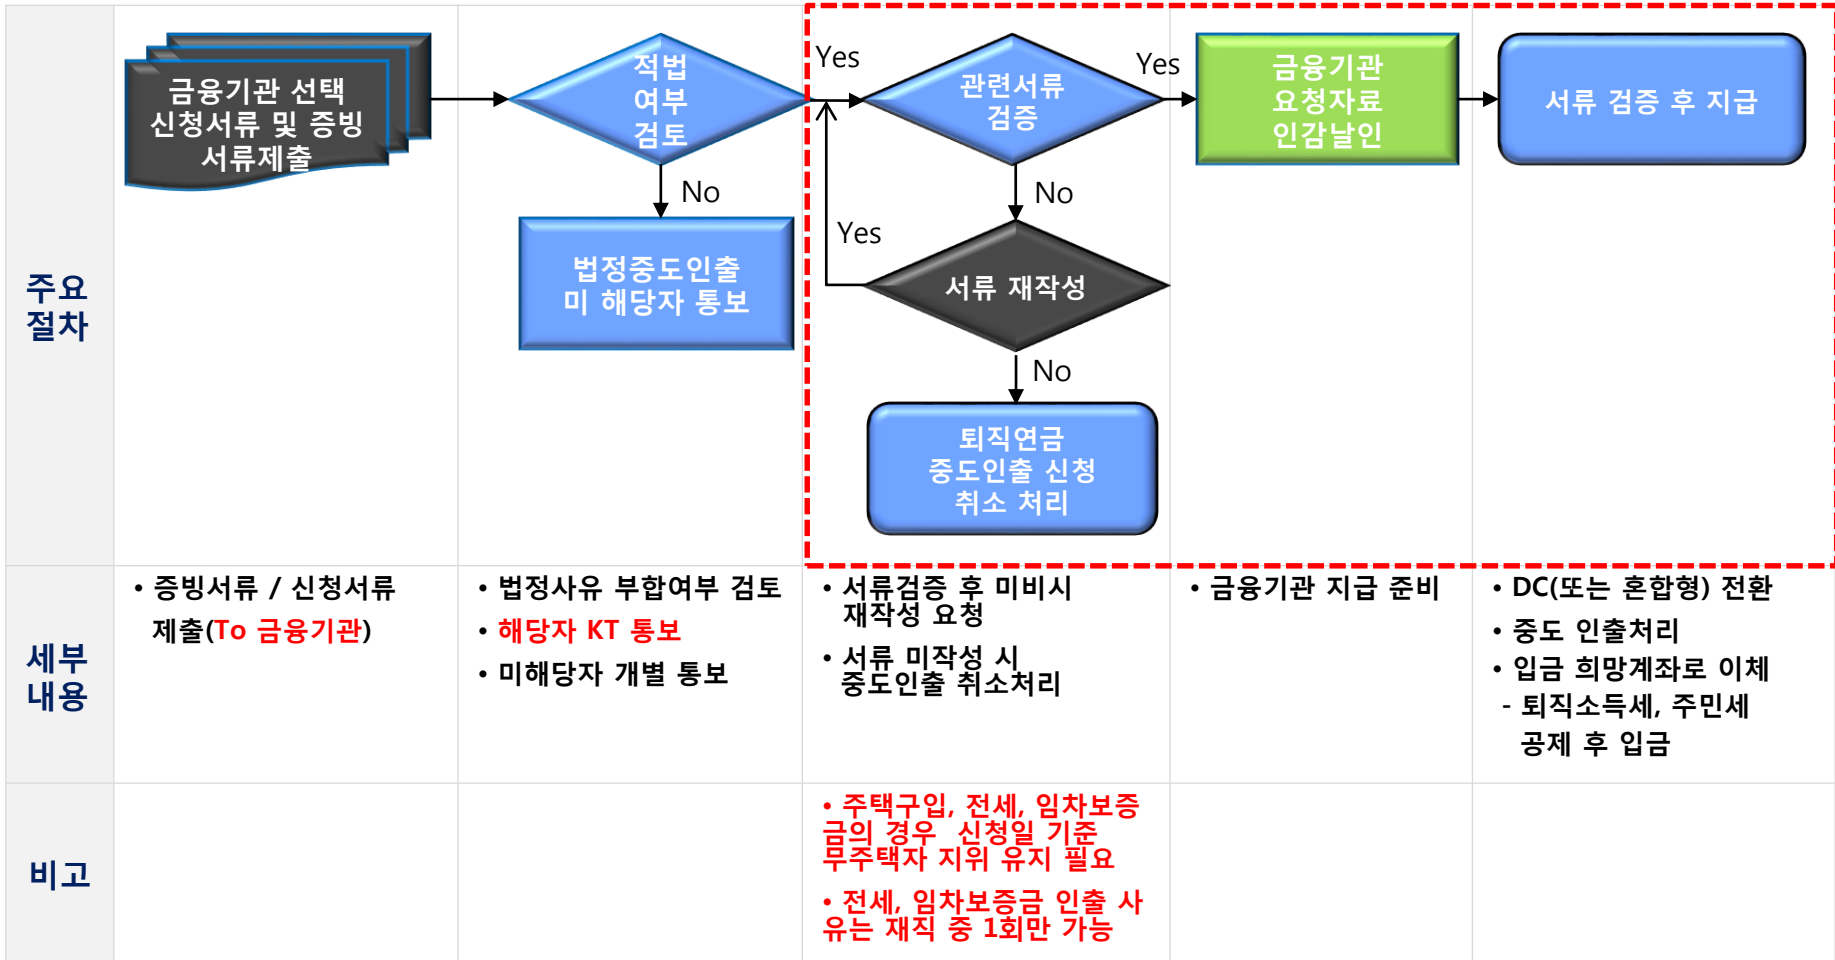 주요
절차
금융기관 선택
신청서류 및 증빙
서류제출
적법
여부
검토
Yes
No
법정중도인출
미 해당자 통보
관련서류
검증
Yes
No
Yes
서류 재작성
No
퇴직연금
중도인출 신청
취소 처리
금융기관
요청자료
인감날인
서류 검증 후 지급
세부
내용
• 증빙서류 / 신청서류
제출(To 금융기관)
• 법정사유 부합여부 검토
• 해당자 KT 통보
• 미해당자 개별 통보
• 서류검증 후 미비시
재작성 요청
• 서류 미작성 시
중도인출 취소처리
• 금융기관 지급 준비
• DC(또는 혼합형) 전환
• 중도 인출처리
• 입금 희망계좌로 이체
- 퇴직소득세, 주민세
공제 후 입금
비고
• 주택구입, 전세, 임차보증
금의 경우 신청일 기준
무주택자 지위 유지 필요
• 전세, 임차보증금 인출 사
유는 재직 중 1회만 가능